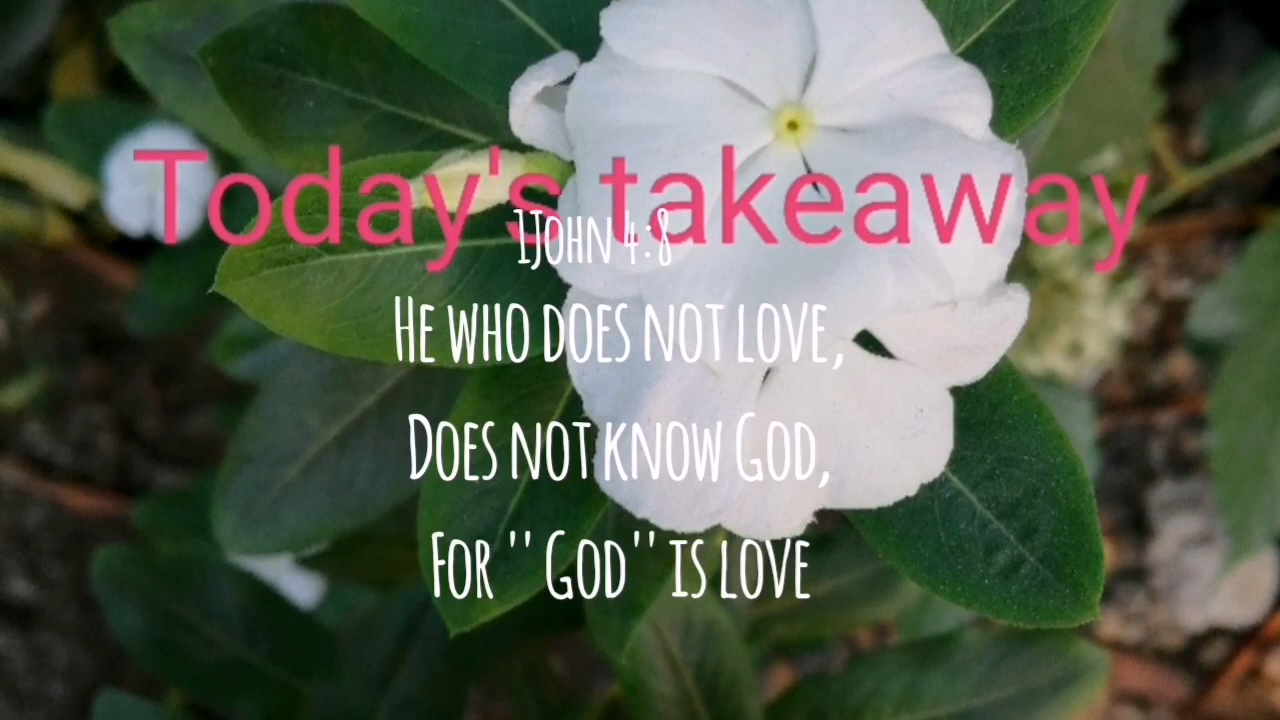 Today's takeaway
1John 4:8
He who does not love,
Does not know God,
For " God" is love